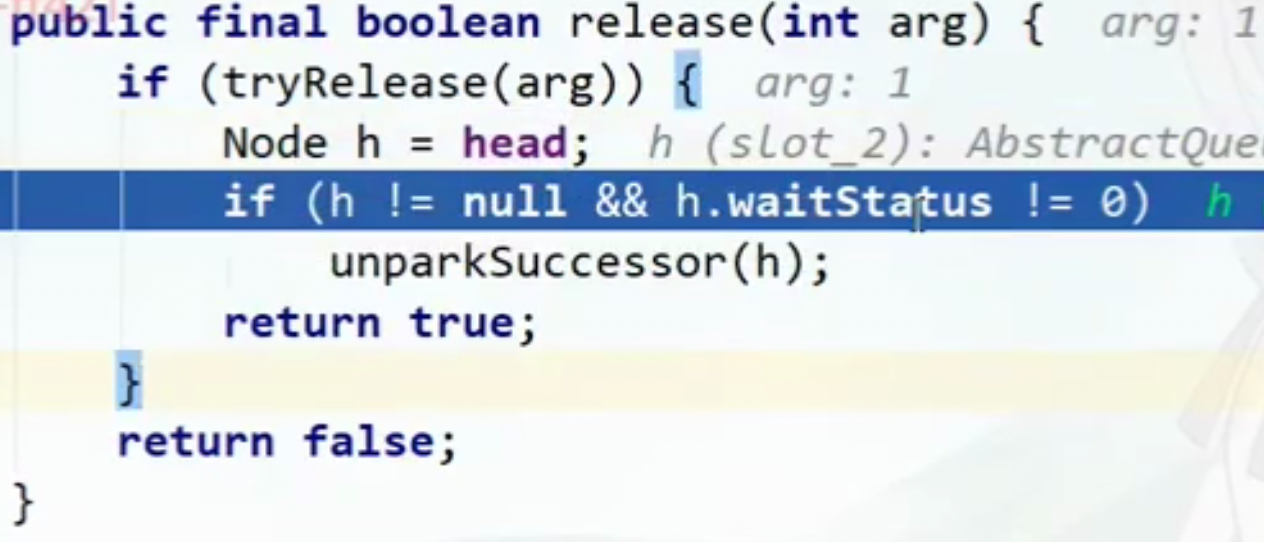 public final boolean release(int arg) {  arg: 1
    if (tryRelease(arg)) {  arg: 1
        Node h = head;  h (slot_2): AbstractQue
        if (h != null && h.waitStatus != 0)  h
            unparkSuccessor(h);
        return true;
    }
    return false;
}